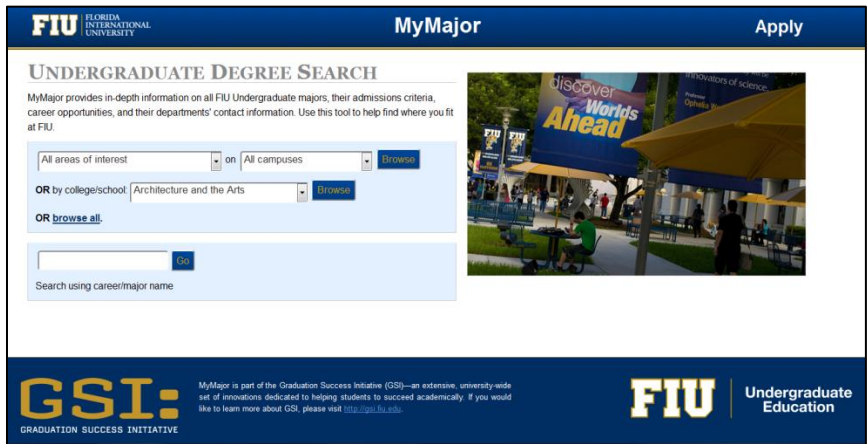 FIU FLORIDA
INTERNATIONAL
UNIVERSITY
MyMajor
Apply
UNDERGRADUATE DEGREE SEARCH
MyMajor provides in-depth information on all FIU Undergraduate majors, their admissions criteria,
career opportunities, and their departments' contact information. Use this tool to help find where you fit
at FIU.
All areas of interest on All campuses Browse
OR by college/school: Architecture and the Arts Browse
OR browse all.
Go
Search using career/major name
discover
Worlds
Ahead
FIU FIU
innovators of science.
Professor
Ophelia
GSI:
GRADUATION SUCCESS INITIATIVE
MyMajor is part of the Graduation Success Initiative (GSI)—an extensive, university-wide
set of innovations dedicated to helping students to succeed academically. If you would
like to learn more about GSI, please visit http://gsi.fiu.edu.
FIU Undergraduate
Education